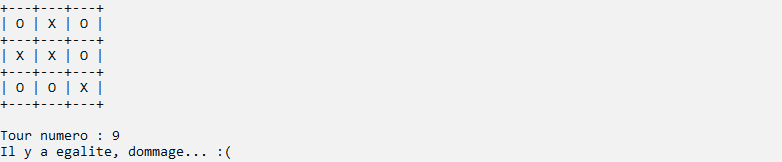 +---+---+---+
| O | X | O |
+---+---+---+
| X | X | O |
+---+---+---+
| O | O | X |
+---+---+---+
Tour numero : 9
Il y a egalite, dommage... :(